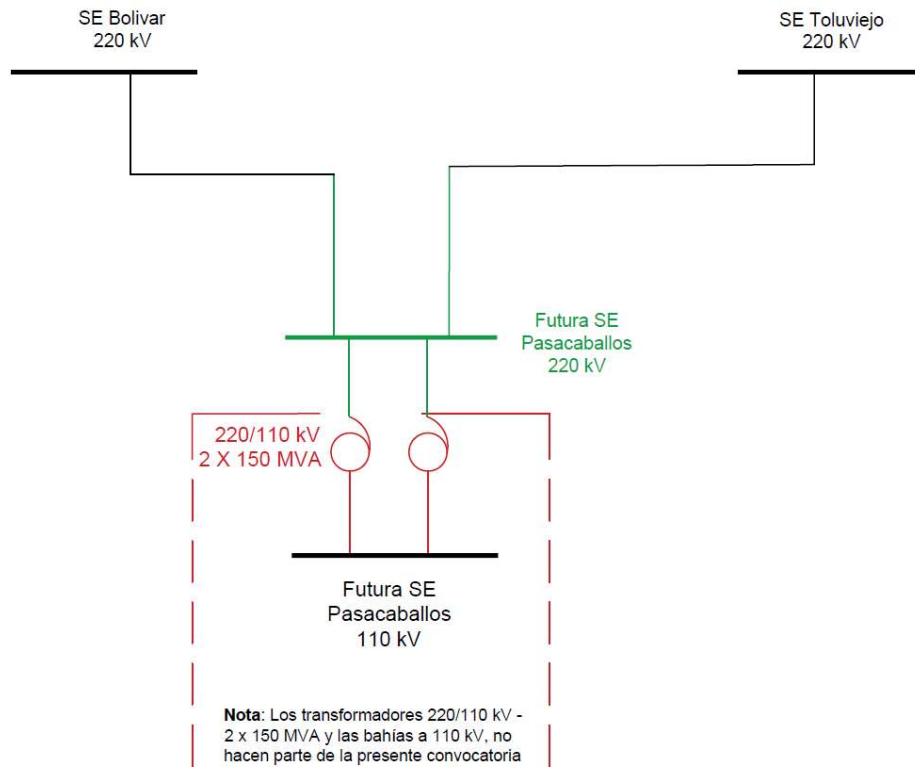 SE Bolivar
220 kV
SE Toluviejo
220 kV
Futura SE
Pasacaballos
220 kV
220/110 kV
2 X 150 MVA
Futura SE
Pasacaballos
110 kV
Nota: Los transformadores 220/110 kV -
2 x 150 MVA y las bahías a 110 kV, no
hacen parte de la presente convocatoria